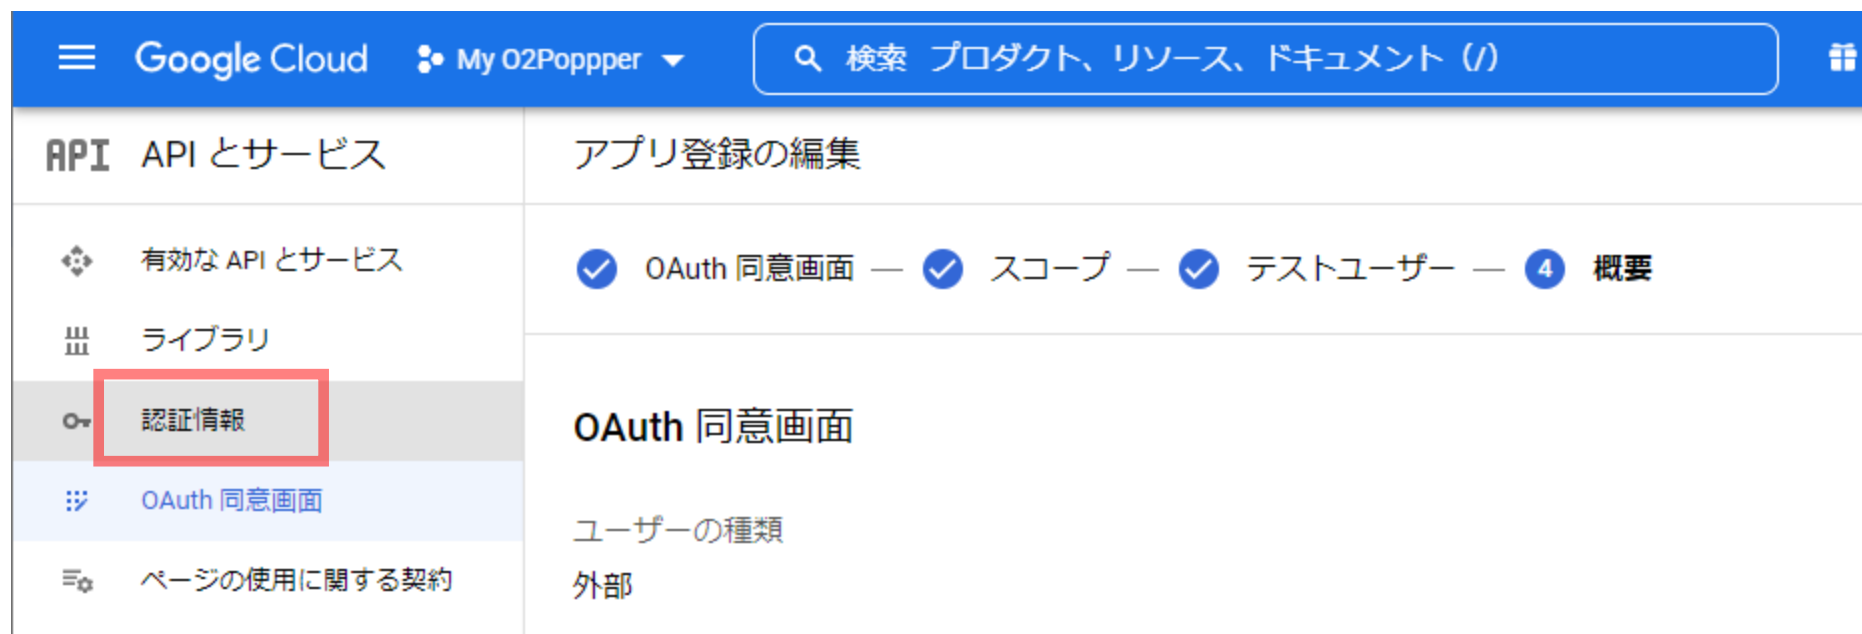 Google Cloud My O2Poppper 検索 プロダクト、リソース、ドキュメント (/)
API API とサービス
アプリ登録の編集
有効な API とサービス
ライブラリ
認証情報
OAuth 同意画面
ページの使用に関する契約
OAuth 同意画面 — スコープ — テストユーザー — 4 概要
OAuth 同意画面
ユーザーの種類
外部